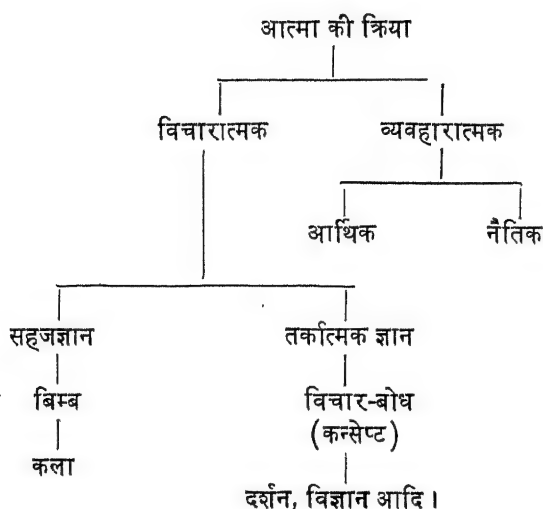 आत्मा की क्रिया
विचारात्मक व्यवहारात्मक
आर्थिक नैतिक
सहजज्ञान तर्कात्मक ज्ञान
बिम्ब विचार-बोध
(कन्सेप्ट)
कला
दर्शन, विज्ञान आदि।